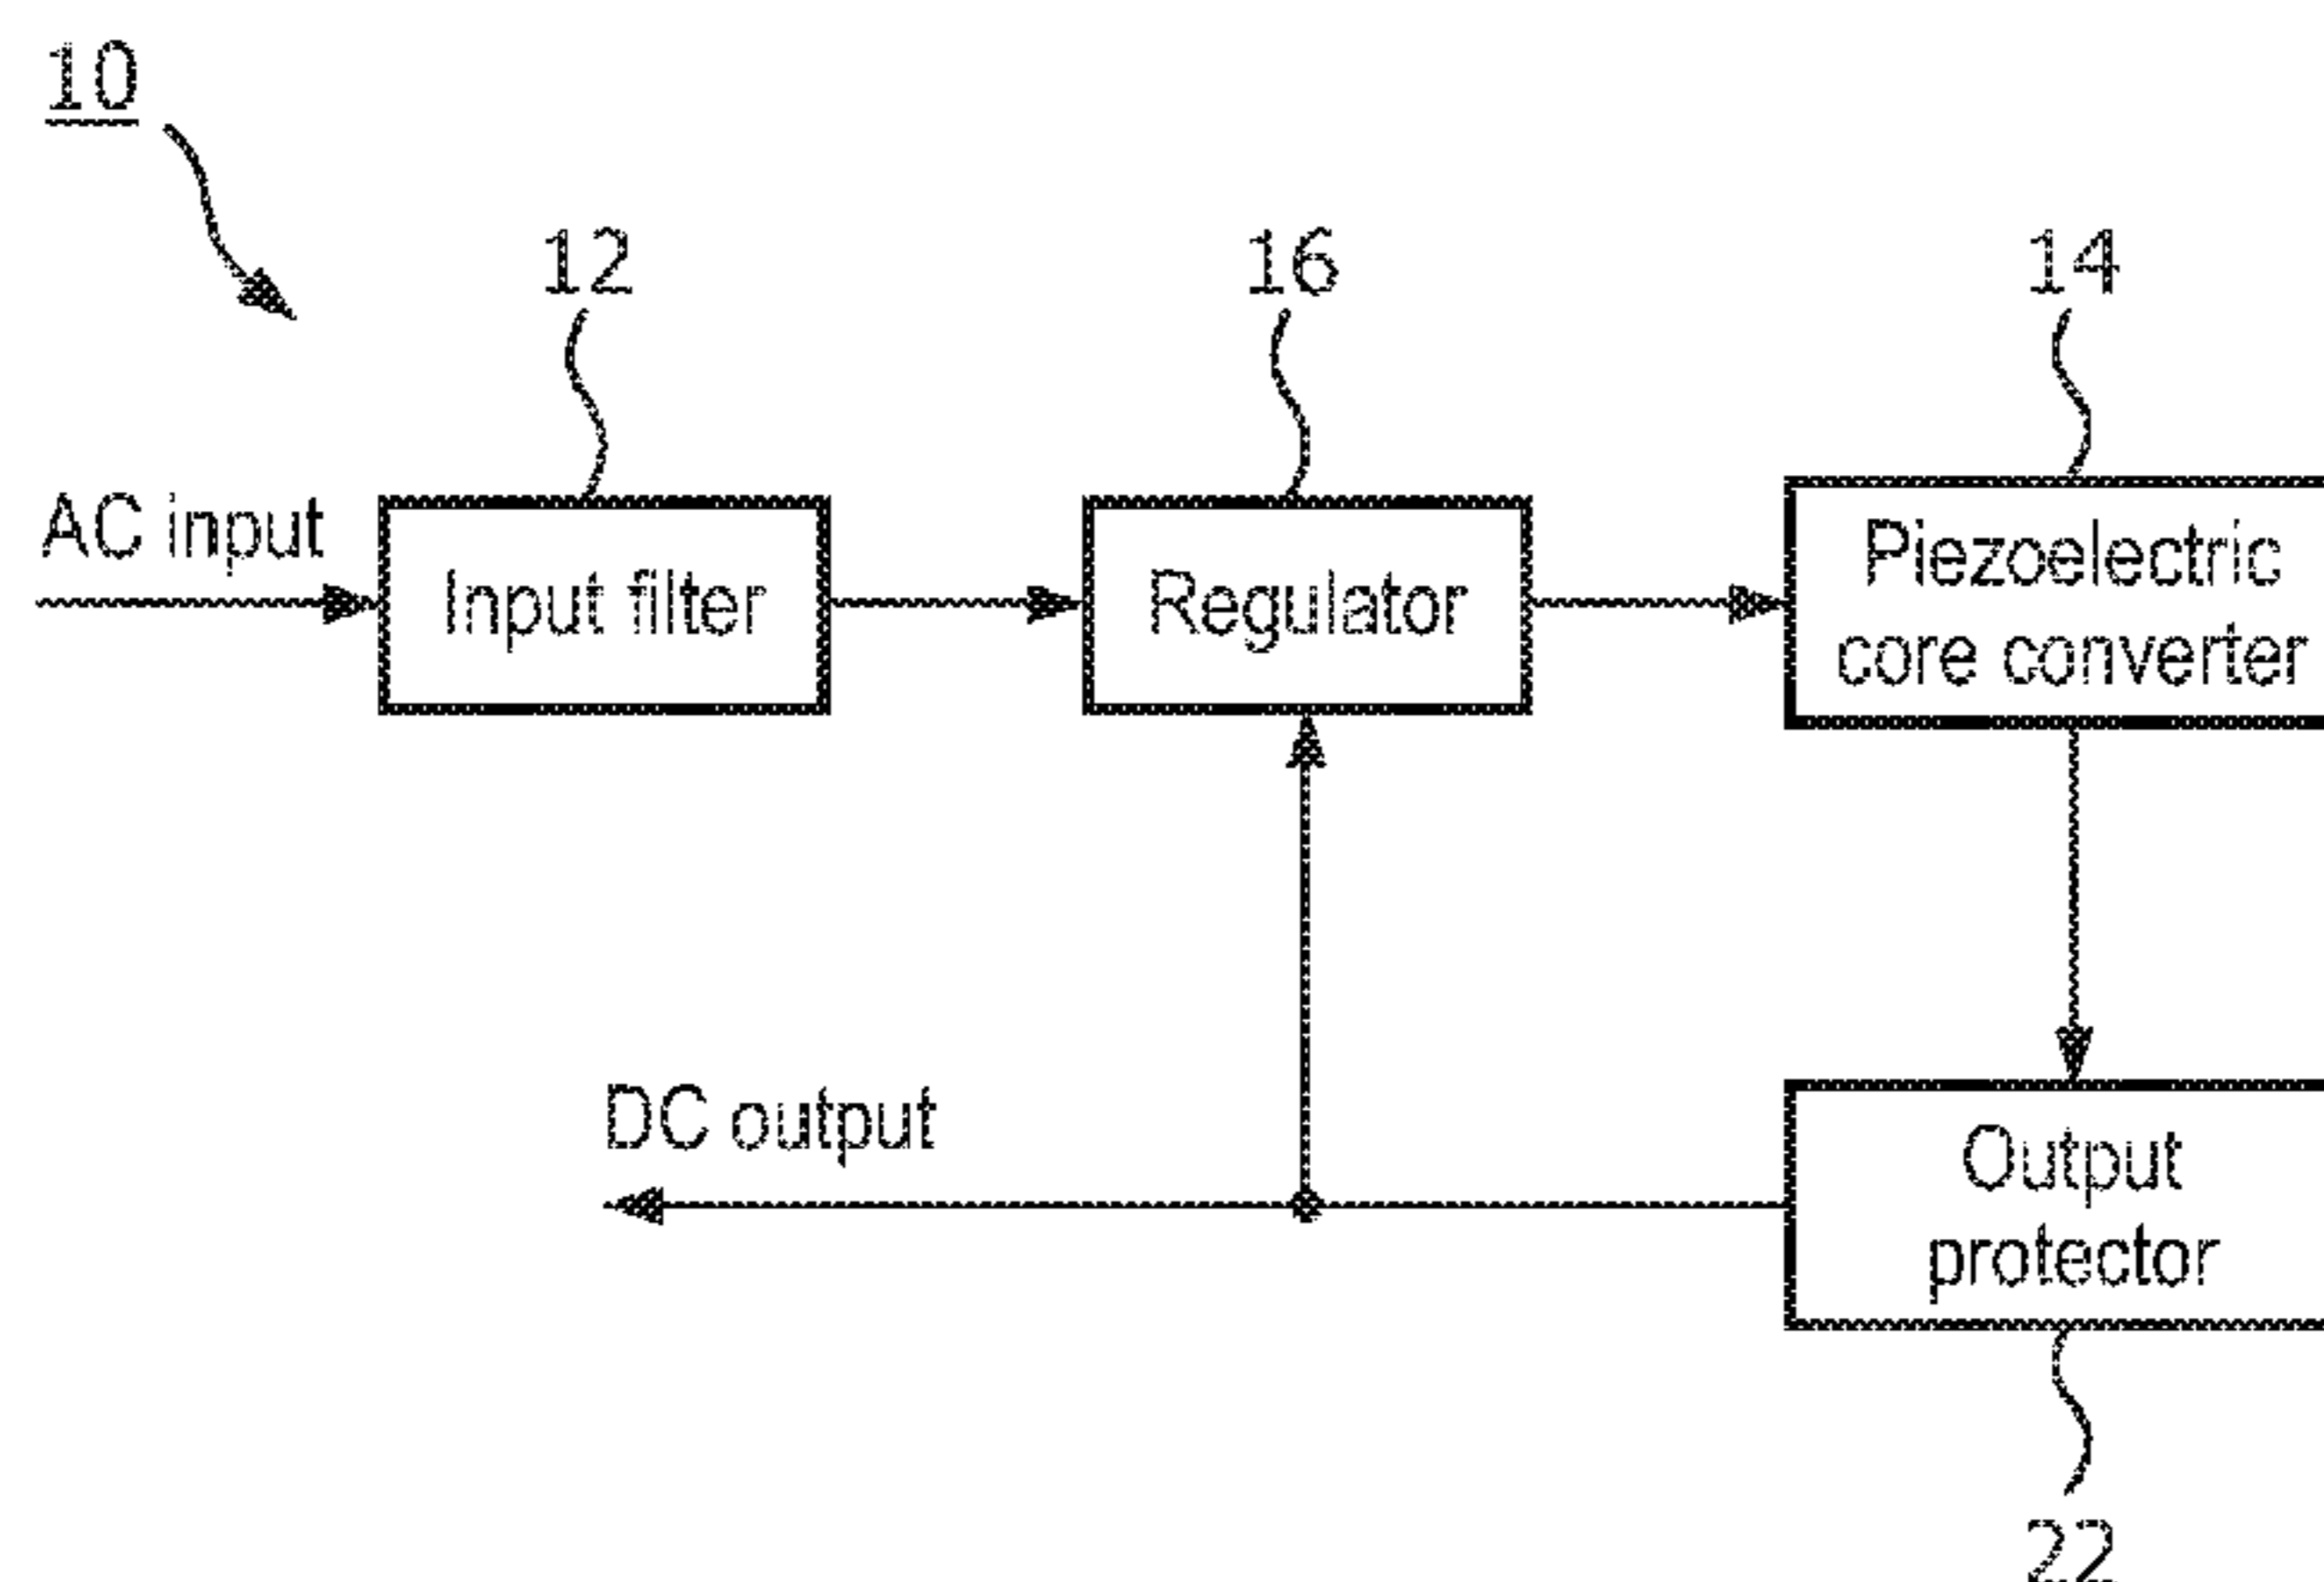 10
12
16
14
AC input
Input filter
Regulator
Piezoelectric
core converter
DC output
Output
protector
22